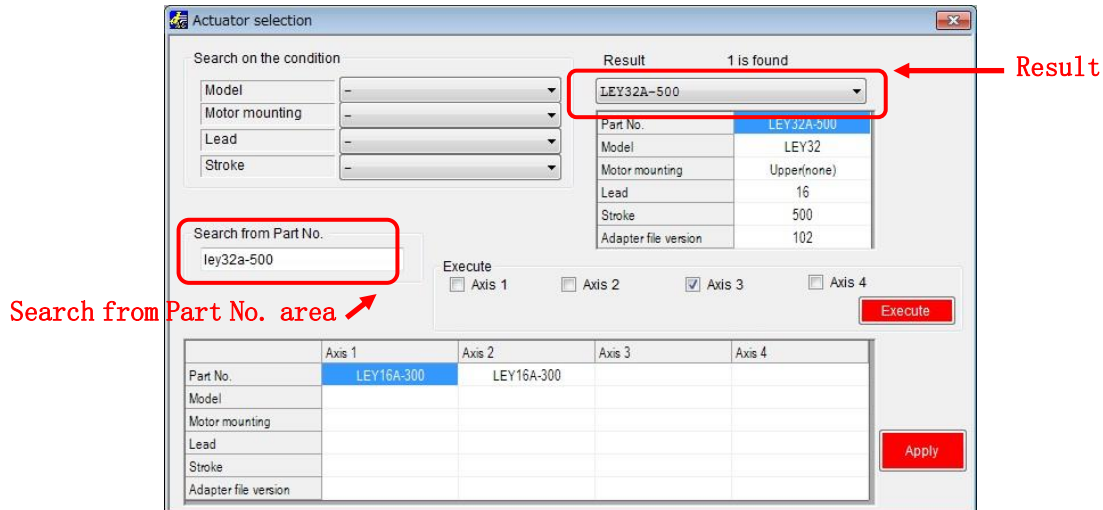 Actuator selection
Search on the condition
Model -
Motor mounting -
Lead -
Stroke -
Result 1 is found
LEY32A-500
Part No. LEY32A-500
Model LEY32
Motor mounting Upper(none)
Lead 16
Stroke 500
Adapter file version 102
Result
Search from Part No.
ley32a-500
Search from Part No. area
Execute
Axis 1 Axis 2 Axis 3 Axis 4
Execute
Axis 1 Axis 2 Axis 3 Axis 4
Part No. LEY16A-300 LEY16A-300
Model
Motor mounting
Lead
Stroke
Adapter file version
Apply